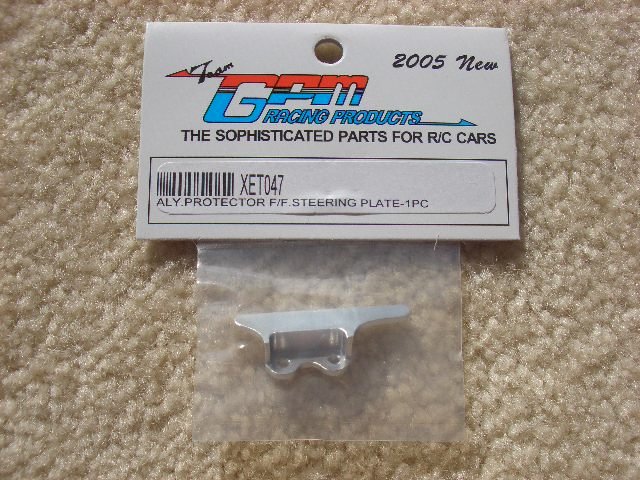 2005 New
Team
GPM
RACING PRODUCTS
THE SOPHISTICATED PARTS FOR R/C CARS
XET047
ALY.PROTECTOR F/F.STEERING PLATE-1PC